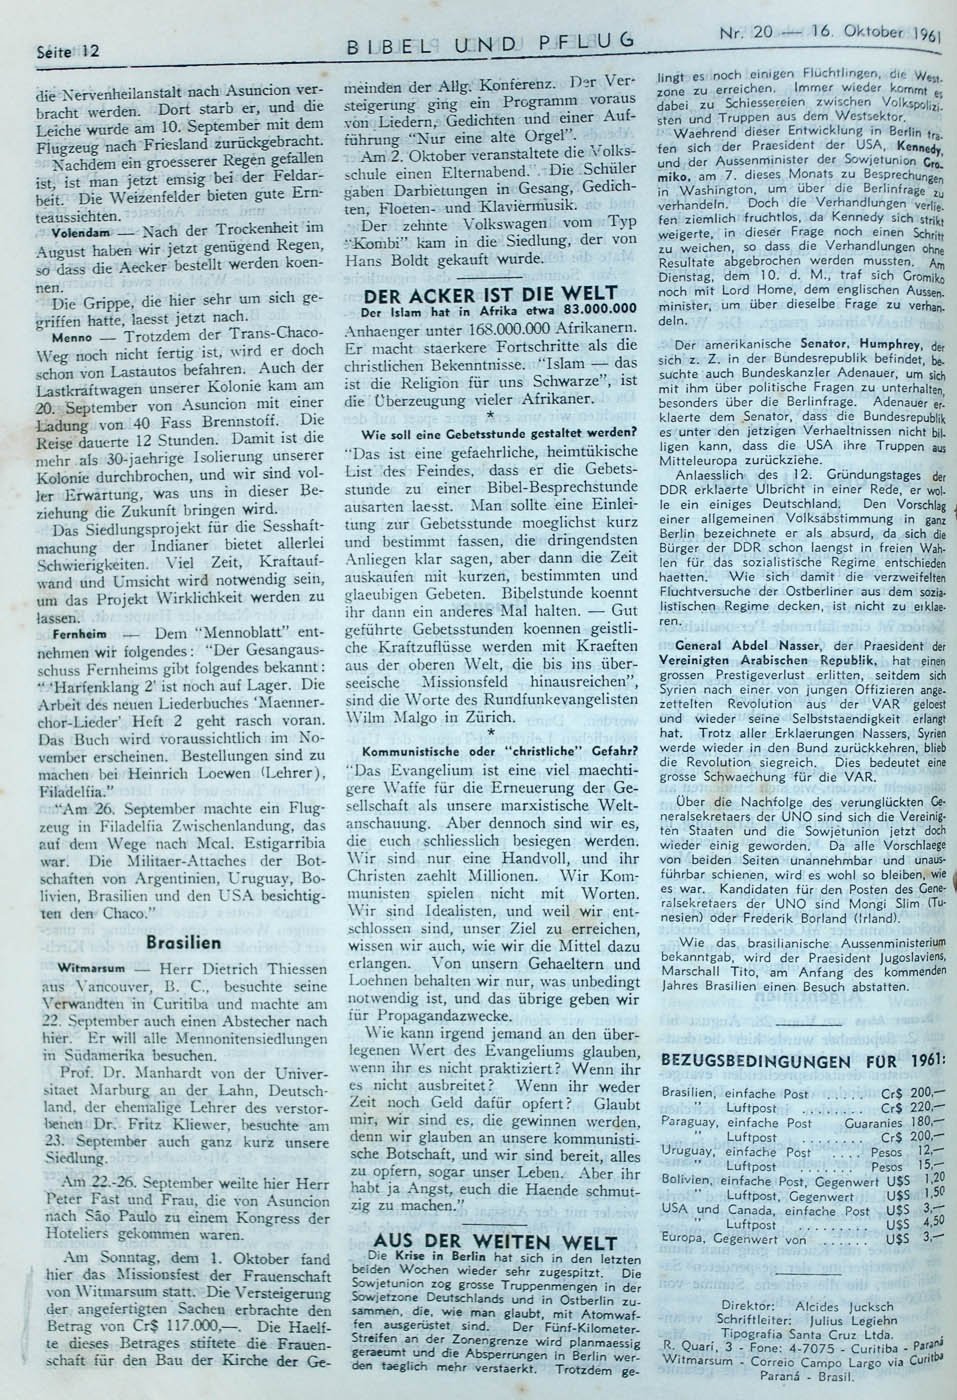 Seite 12
BIBEL UND PFLUG
Nr. 20 — 16. Oktober 1961
die Nervenheilanstalt nach Asuncion ver-
bracht werden. Dort starb er, und die
Leiche wurde am 10. September mit dem
Flugzeug nach Friesland zurückgebracht.
Nachdem ein groesserer Regen gefallen
ist, ist man jetzt emsig bei der Feldar-
beit. Die Weizenfelder bieten gute Ern-
teaussichten.
Volendam — Nach der Trockenheit im
August haben wir jetzt genügend Regen,
so dass die Aecker bestellt werden koen-
nen.
Die Grippe, die hier sehr um sich ge-
griffen hatte, laesst jetzt nach.
Menno — Trotzdem der Trans-Chaco-
Weg noch nicht fertig ist, wird er doch
schon von Lastautos befahren. Auch der
Lastkraftwagen unserer Kolonie kam am
20. September von Asuncion mit einer
Ladung von 40 Fass Brennstoff. Die
Reise dauerte 12 Stunden. Damit ist die
mehr als 30-jaehrige Isolierung unserer
Kolonie durchbrochen, und wir sind vol-
ler Erwartung, was uns in dieser Be-
ziehung die Zukunft bringen wird.
Das Siedlungsprojekt für die Sesshaft-
machung der Indianer bietet allerlei
Schwierigkeiten. Viel Zeit, Kraftauf-
wand und Umsicht wird notwendig sein,
um das Projekt Wirklichkeit werden zu
lassen.
Fernheim — Dem "Mennoblatt" ent-
nehmen wir folgendes: "Der Gesangaus-
schuss Fernheims gibt folgendes bekannt:
" 'Harfenklang 2' ist noch auf Lager. Die
Arbeit des neuen Liederbuches 'Maenner-
chor-Lieder' Heft 2 geht rasch voran.
Das Buch wird voraussichtlich im No-
vember erscheinen. Bestellungen sind zu
machen bei Heinrich Loewen (Lehrer),
Filadelfia."
"Am 26. September machte ein Flug-
zeug in Filadelfia Zwischenlandung, das
auf dem Wege nach Mcal. Estigarribia
war. Die Militaer-Attaches der Bot-
schaften von Argentinien, Uruguay, Bo-
livien, Brasilien und den USA besichtig-
ten den Chaco."
Brasilien
Witmarsum — Herr Dietrich Thiessen
aus Vancouver, B. C., besuchte seine
Verwandten in Curitiba und machte am
22. September auch einen Abstecher nach
hier. Er will alle Mennonitensiedlungen
in Südamerika besuchen.
Prof. Dr. Manhardt von der Univer-
sitaet Marburg an der Lahn, Deutsch-
land, der ehemalige Lehrer des verstor-
benen Dr. Fritz Kliewer, besuchte am
23. September auch ganz kurz unsere
Siedlung.
Am 22.-26. September weilte hier Herr
Peter Fast und Frau, die von Asuncion
nach São Paulo zu einem Kongress der
Hoteliers gekommen waren.
Am Sonntag, dem 1. Oktober fand
hier das Missionsfest der Frauenschaft
von Witmarsum statt. Die Versteigerung
der angefertigten Sachen erbrachte den
Betrag von Cr$ 117.000,—. Die Haelf-
te dieses Betrages stiftete die Frauen-
schaft für den Bau der Kirche der Ge-
meinden der Allg. Konferenz. Der Ver-
steigerung ging ein Programm voraus
von Liedern, Gedichten und einer Auf-
führung "Nur eine alte Orgel".
Am 2. Oktober veranstaltete die Volks-
schule einen Elternabend. Die Schüler
gaben Darbietungen in Gesang, Gedich-
ten, Floeten- und Klaviermusik.
Der zehnte Volkswagen vom Typ
"Kombi" kam in die Siedlung, der von
Hans Boldt gekauft wurde.
DER ACKER IST DIE WELT
Der Islam hat in Afrika etwa 83.000.000
Anhaenger unter 168.000.000 Afrikanern.
Er macht staerkere Fortschritte als die
christlichen Bekenntnisse. "Islam — das
ist die Religion für uns Schwarze", ist
die Überzeugung vieler Afrikaner.
*
Wie soll eine Gebetsstunde gestaltet werden?
"Das ist eine gefaehrliche, heimtükische
List des Feindes, dass er die Gebets-
stunde zu einer Bibel-Besprechstunde
ausarten laesst. Man sollte eine Einlei-
tung zur Gebetsstunde moeglichst kurz
und bestimmt fassen, die dringendsten
Anliegen klar sagen, aber dann die Zeit
auskaufen mit kurzen, bestimmten und
glaeubigen Gebeten. Bibelstunde koennt
ihr dann ein anderes Mal halten. — Gut
geführte Gebetsstunden koennen geistli-
che Kraftzuflüsse werden mit Kraeften
aus der oberen Welt, die bis ins über-
seeische Missionsfeld hinausreichen",
sind die Worte des Rundfunkevangelisten
Wilm Malgo in Zürich.
*
Kommunistische oder "christliche" Gefahr?
"Das Evangelium ist eine viel maechti-
gere Waffe für die Erneuerung der Ge-
sellschaft als unsere marxistische Welt-
anschauung. Aber dennoch sind wir es,
die euch schliesslich besiegen werden.
Wir sind nur eine Handvoll, und ihr
Christen zaehlt Millionen. Wir Kom-
munisten spielen nicht mit Worten.
Wir sind Idealisten, und weil wir ent-
schlossen sind, unser Ziel zu erreichen,
wissen wir auch, wie wir die Mittel dazu
erlangen. Von unsern Gehaeltern und
Loehnen behalten wir nur, was unbedingt
notwendig ist, und das übrige geben wir
für Propagandazwecke.
Wie kann irgend jemand an den über-
legenen Wert des Evangeliums glauben,
wenn ihr es nicht praktiziert? Wenn ihr
es nicht ausbreitet? Wenn ihr weder
Zeit noch Geld dafür opfert? Glaubt
mir, wir sind es, die gewinnen werden,
denn wir glauben an unsere kommunisti-
sche Botschaft, und wir sind bereit, alles
zu opfern, sogar unser Leben. Aber ihr
habt ja Angst, euch die Haende schmut-
zig zu machen."
AUS DER WEITEN WELT
Die Krise in Berlin hat sich in den letzten
beiden Wochen wieder sehr zugespitzt. Die
Sowjetunion zog grosse Truppenmengen in der
Sowjetzone Deutschlands und in Ostberlin zu-
sammen, die, wie man glaubt, mit Atomwaf-
fen ausgerüstet sind. Der Fünf-Kilometer-
Streifen an der Zonengrenze wird planmaessig
geraeumt und die Absperrungen in Berlin wer-
den taeglich mehr verstaerkt. Trotzdem ge-
lingt es noch einigen Flüchtlingen, die West-
zone zu erreichen. Immer wieder kommt es
dabei zu Schiessereien zwischen Volkspolizi-
sten und Truppen aus dem Westsektor.
Waehrend dieser Entwicklung in Berlin tra-
fen sich der Praesident der USA, Kennedy,
und der Aussenminister der Sowjetunion Gro-
miko, am 7. dieses Monats zu Besprechungen
in Washington, um über die Berlinfrage zu
verhandeln. Doch die Verhandlungen verlie-
fen ziemlich fruchtlos, da Kennedy sich strikt
weigerte, in dieser Frage noch einen Schritt
zu weichen, so dass die Verhandlungen ohne
Resultate abgebrochen werden mussten. Am
Dienstag, dem 10. d. M., traf sich Gromiko
noch mit Lord Home, dem englischen Aussen-
minister, um über dieselbe Frage zu verhan-
deln.
Der amerikanische Senator, Humphrey, der
sich z. Z. in der Bundesrepublik befindet, be-
suchte auch Bundeskanzler Adenauer, um sich
mit ihm über politische Fragen zu unterhalten,
besonders über die Berlinfrage. Adenauer er-
klaerte dem Senator, dass die Bundesrepublik
es unter den jetzigen Verhaeltnissen nicht bil-
ligen kann, dass die USA ihre Truppen aus
Mitteleuropa zurückziehe.
Anlaesslich des 12. Gründungstages der
DDR erklaerte Ulbricht in einer Rede, er wol-
le ein einiges Deutschland. Den Vorschlag
einer allgemeinen Volksabstimmung in ganz
Berlin bezeichnete er als absurd, da sich die
Bürger der DDR schon laengst in freien Wah-
len für das sozialistische Regime entschieden
haetten. Wie sich damit die verzweifelten
Fluchtversuche der Ostberliner aus dem sozia-
listischen Regime decken, ist nicht zu erklae-
ren.
General Abdel Nasser, der Praesident der
Vereinigten Arabischen Republik, hat einen
grossen Prestigeverlust erlitten, seitdem sich
Syrien nach einer von jungen Offizieren ange-
zettelten Revolution aus der VAR geloest
und wieder seine Selbststaendigkeit erlangt
hat. Trotz aller Erklaerungen Nassers, Syrien
werde wieder in den Bund zurückkehren, blieb
die Revolution siegreich. Dies bedeutet eine
grosse Schwaechung für die VAR.
Über die Nachfolge des verunglückten Ge-
neralsekretaers der UNO sind sich die Vereinig-
ten Staaten und die Sowjetunion jetzt doch
wieder einig geworden. Da alle Vorschlaege
von beiden Seiten unannehmbar und unaus-
führbar schienen, wird es wohl so bleiben, wie
es war. Kandidaten für den Posten des Gene-
ralsekretaers der UNO sind Mongi Slim (Tu-
nesien) oder Frederik Borland (Irland).
Wie das brasilianische Aussenministerium
bekanntgab, wird der Praesident Jugoslaviens,
Marschall Tito, am Anfang des kommenden
Jahres Brasilien einen Besuch abstatten.
BEZUGSBEDINGUNGEN FÜR 1961:
Brasilien, einfache Post ..... Cr$ 200,—
" Luftpost ........ Cr$ 220,—
Paraguay, einfache Post Guaranies 180,—
" Luftpost ........ Cr$ 200,—
Uruguay, einfache Post .... Pesos 12,—
" Luftpost ........ Pesos 15,—
Bolivien, einfache Post, Gegenwert U$S 1,20
" Luftpost, Gegenwert U$S 1,50
USA und Canada, einfache Post U$S 3,—
" Luftpost ......... U$S 4,50
Europa, Gegenwert von ...... U$S 3,—
Direktor: Alcides Jucksch
Schriftleiter: Julius Legiehn
Tipografia Santa Cruz Ltda.
R. Quari, 3 - Fone: 4-7075 - Curitiba - Paraná
Witmarsum - Correio Campo Largo via Curitiba
Paraná - Brasil.